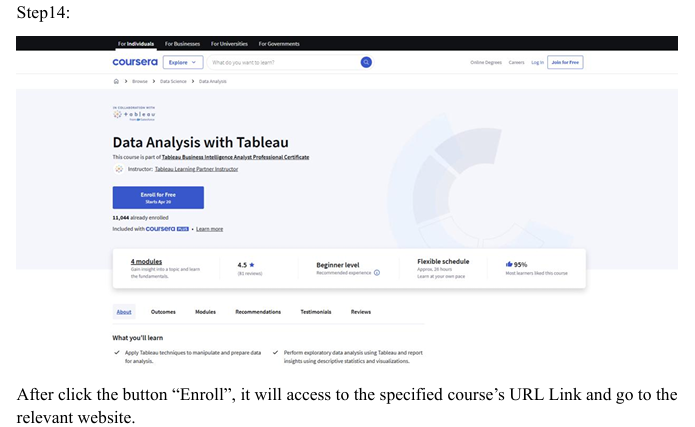 Step14:
For Individuals For Businesses For Universities For Governments
coursera Explore What do you want to learn? Online Degrees Careers Log In Join for Free
Browse > Data Science > Data Analysis
IN COLLABORATION WITH
+ a b l e a u
Data Analysis with Tableau
This course is part of Tableau Business Intelligence Analyst Professional Certificate
Instructor: Tableau Learning Partner Instructor
Enroll for Free
Starts Apr 20
11,044 already enrolled
Included with coursera PLUS • Learn more
4 modules
Gain insight into a topic and learn
the fundamentals.
4.5 ★
(61 reviews)
Beginner level
Recommended experience
Flexible schedule
Approx. 28 hours
Learn at your own pace
95%
Most learners liked this course
About Outcomes Modules Recommendations Testimonials Reviews
What you'll learn
✓ Apply Tableau techniques to manipulate and prepare data
for analysis.
✓ Perform exploratory data analysis using Tableau and report
insights using descriptive statistics and visualizations.
After click the button “Enroll”, it will access to the specified course’s URL Link and go to the
relevant website.